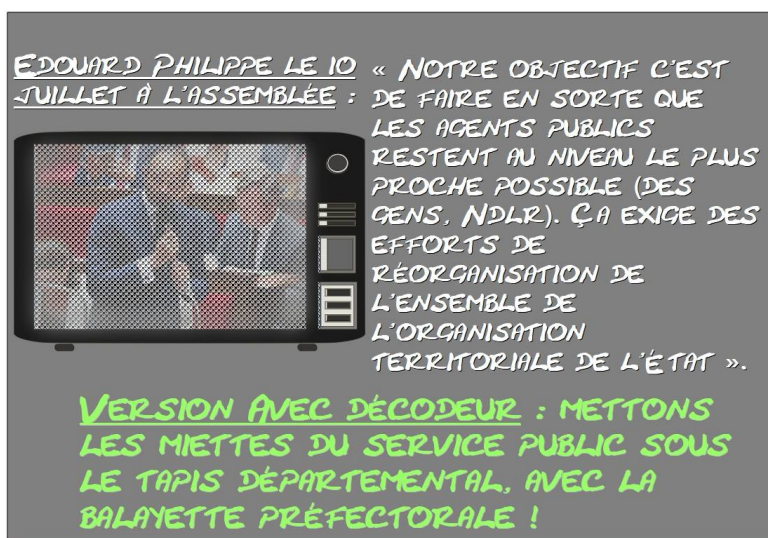 EDOUARD PHILIPPE LE 10
JUILLET À L'ASSEMBLÉE :
« NOTRE OBJECTIF C'EST
DE FAIRE EN SORTE QUE
LES AGENTS PUBLICS
RESTENT AU NIVEAU LE PLUS
PROCHE POSSIBLE (DES
GENS, NDLR). ÇA EXIGE DES
EFFORTS DE
RÉORGANISATION DE
L'ENSEMBLE DE
L'ORGANISATION
TERRITORIALE DE L'ÉTAT ».
VERSION AVEC DÉCODEUR : METTONS
LES MIETTES DU SERVICE PUBLIC SOUS
LE TAPIS DÉPARTEMENTAL, AVEC LA
BALAYETTE PRÉFECTORALE !